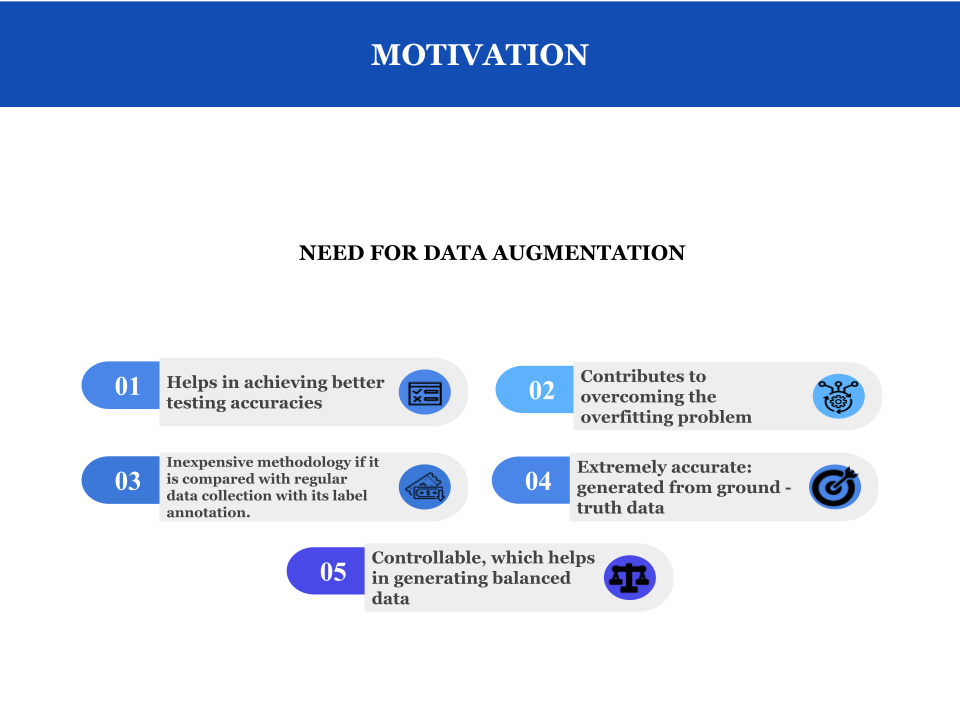 MOTIVATION
NEED FOR DATA AUGMENTATION
01
Helps in achieving better
testing accuracies
02
Contributes to
overcoming the
overfitting problem
03
Inexpensive methodology if it
is compared with regular
data collection with its label
annotation.
04
Extremely accurate:
generated from ground -
truth data
05
Controllable, which helps
in generating balanced
data